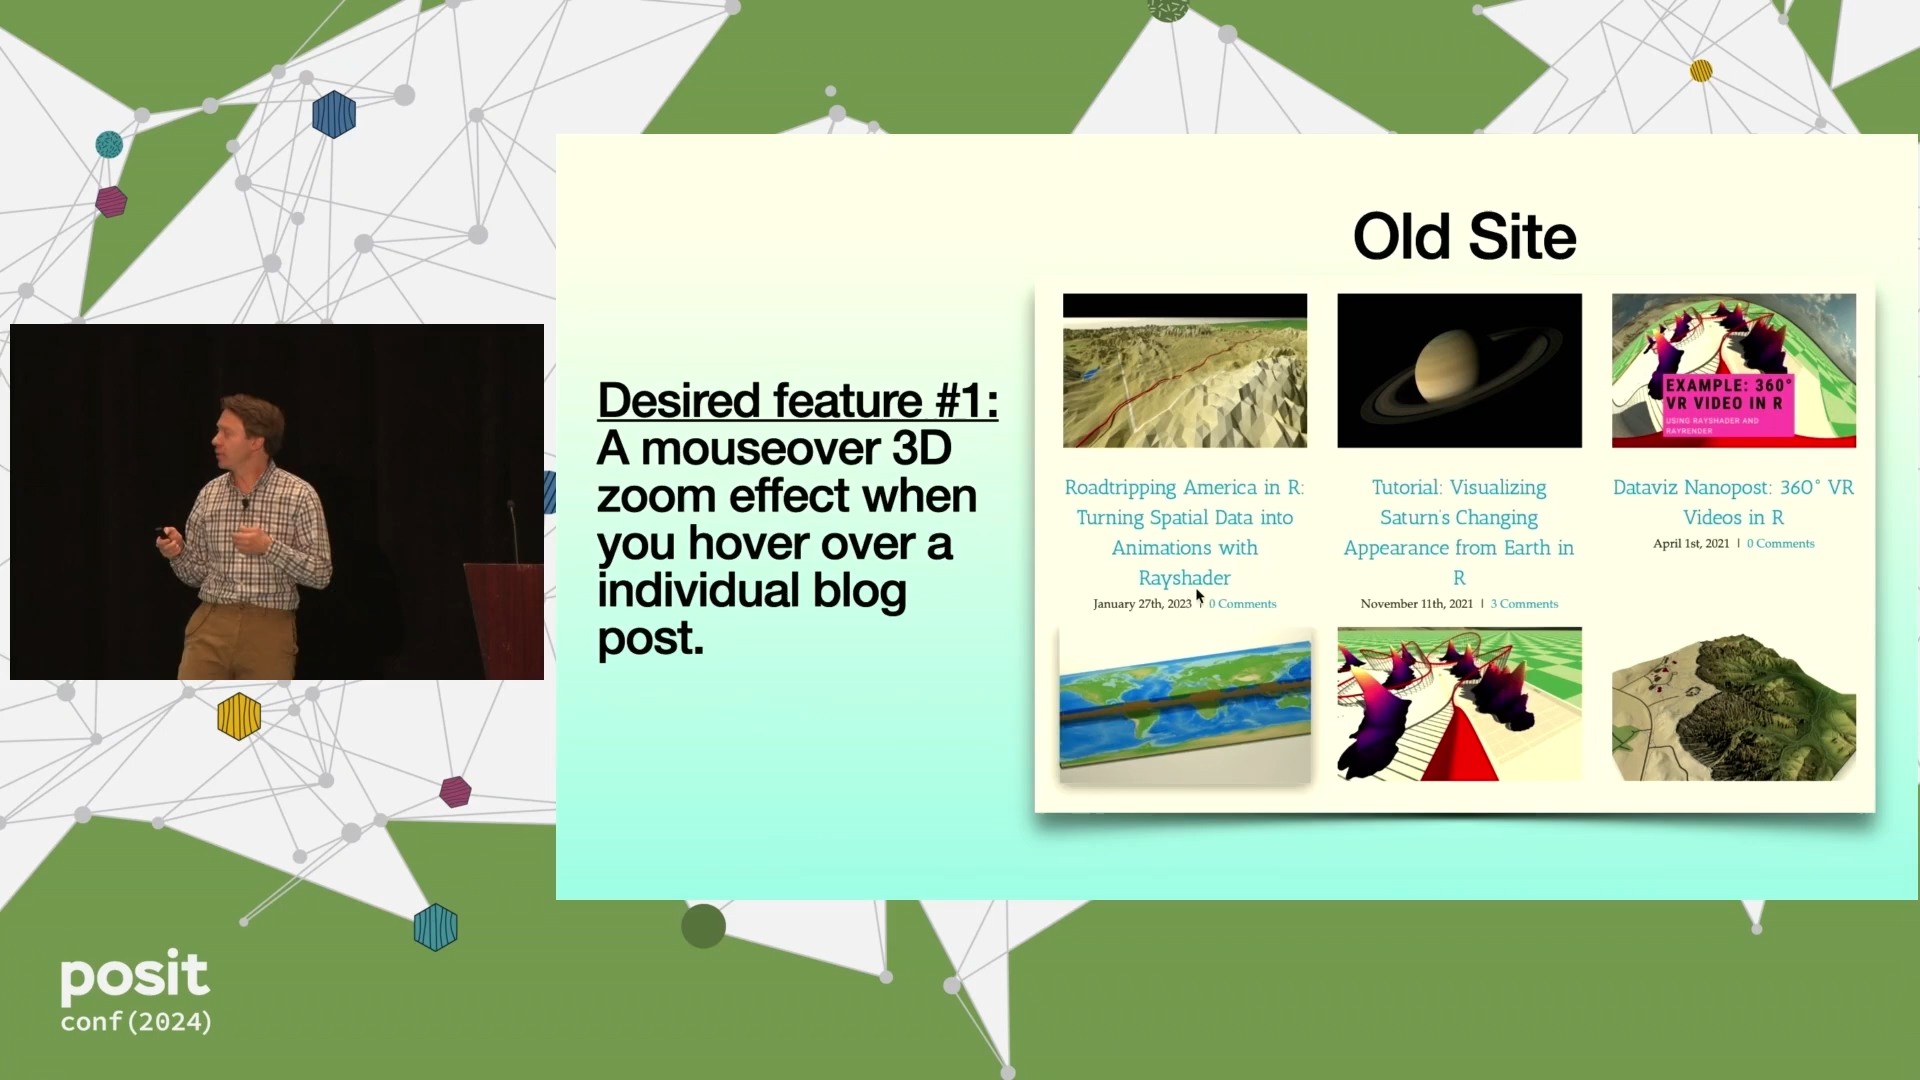 Old Site
Desired feature #1:
A mouseover 3D
zoom effect when
you hover over a
individual blog
post.
EXAMPLE: 360°
VR VIDEO IN R
USING RAYSHADER AND
RAYRENDER
Roadtripping America in R:
Turning Spatial Data into
Animations with
Rayshader
January 27th, 2023 | 0 Comments
Tutorial: Visualizing
Saturn's Changing
Appearance from Earth in
R
November 11th, 2021 | 3 Comments
Dataviz Nanopost: 360° VR
Videos in R
April 1st, 2021 | 0 Comments
posit
conf(2024)